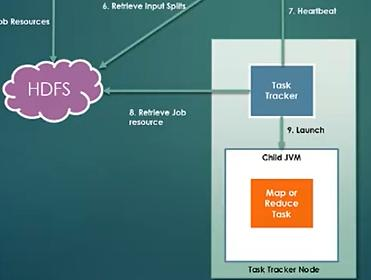 6. Retrieve Input Splits
7. Heartbeat
ob Resources
HDFS
Task
Tracker
8. Retrieve Job
resource
9. Launch
Child JVM
Map or
Reduce
Task
Task Tracker Node